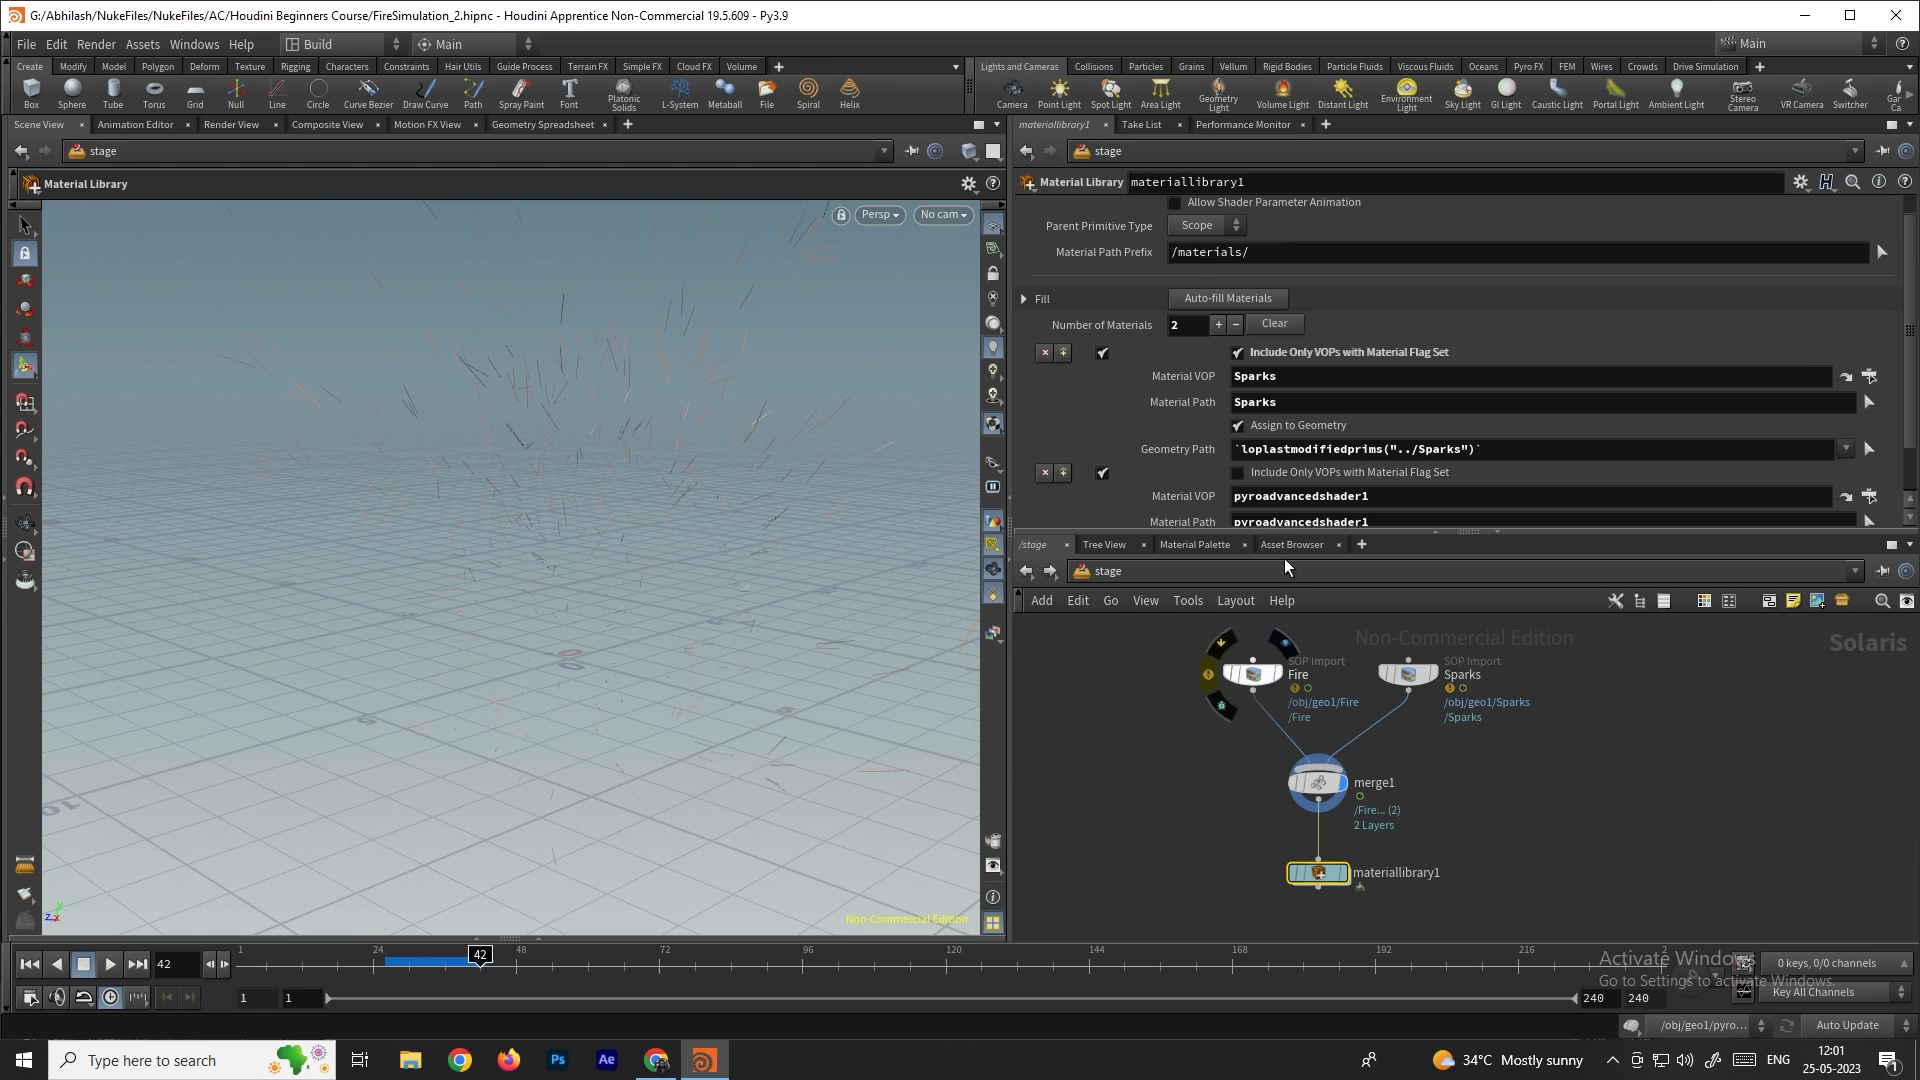 G:/Abhilash/NukeFiles/NukeFiles/AC/Houdini Beginners Course/FireSimulation_2.hipnc - Houdini Apprentice Non-Commercial 19.5.609 - Py3.9
File Edit Render Assets Windows Help Build Main Main
Create Modify Model Polygon Deform Texture Rigging Characters Constraints Hair Utils Guide Process Terrain FX Simple FX Cloud FX Volume
Lights and Cameras Collisions Particles Grains Vellum Rigid Bodies Particle Fluids Viscous Fluids Oceans Pyro FX FEM Wires Crowds Drive Simulation
Box Sphere Tube Torus Grid Null Line Circle Curve Bezier Draw Curve Path Spray Paint Font Platonic Solids L-System Metaball File Spiral Helix
Camera Point Light Spot Light Area Light Geometry Light Volume Light Distant Light Environment Light Sky Light GI Light Caustic Light Portal Light Ambient Light Stereo Camera VR Camera Switcher Gar Ca
Scene View Animation Editor Render View Composite View Motion FX View Geometry Spreadsheet
materiallibrary1 Take List Performance Monitor
stage
stage
Material Library
Material Library materiallibrary1
Persp No cam
Allow Shader Parameter Animation
Parent Primitive Type Scope
Material Path Prefix /materials/
Fill Auto-fill Materials
Number of Materials 2 + - Clear
Include Only VOPs with Material Flag Set
Material VOP Sparks
Material Path Sparks
Assign to Geometry
Geometry Path `loplastmodifiedprims("../Sparks")`
Include Only VOPs with Material Flag Set
Material VOP pyroadvancedshader1
Material Path pyroadvancedshader1
/stage Tree View Material Palette Asset Browser
stage
Add Edit Go View Tools Layout Help
Non-Commercial Edition Solaris
SOP Import
Fire
/obj/geo1/Fire
/Fire
SOP Import
Sparks
/obj/geo1/Sparks
/Sparks
merge1
/Fire... (2)
2 Layers
materiallibrary1
Non-Commercial Edition
42 1 24 42 48 72 96 120 144 168 192 216 2
0 keys, 0/0 channels
Activate Windows
Go to Settings to activate Windows.
1 1 240 240 Key All Channels
/obj/geo1/pyro... Auto Update
Type here to search
Ps Ae
34°C Mostly sunny
ENG
12:01
25-05-2023
1